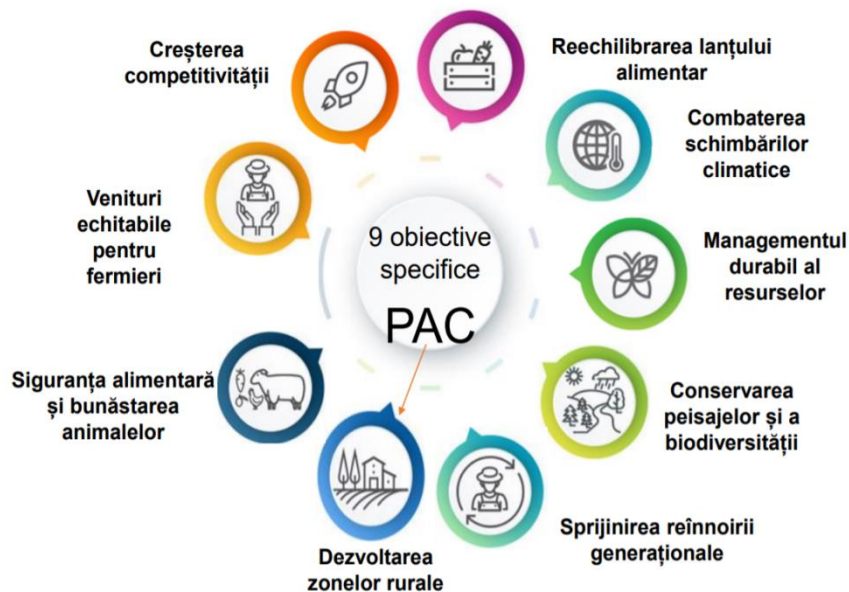 Creșterea
competitivității
Reechilibrarea lanțului
alimentar
Combaterea
schimbărilor
climatice
Venituri
echitabile
pentru
fermieri
9 obiective
specifice
PAC
Managementul
durabil al
resurselor
Siguranța alimentară
și bunăstarea
animalelor
Conservarea
peisajelor și a
biodiversității
Dezvoltarea
zonelor rurale
Sprijinirea reînnoirii
generaționale